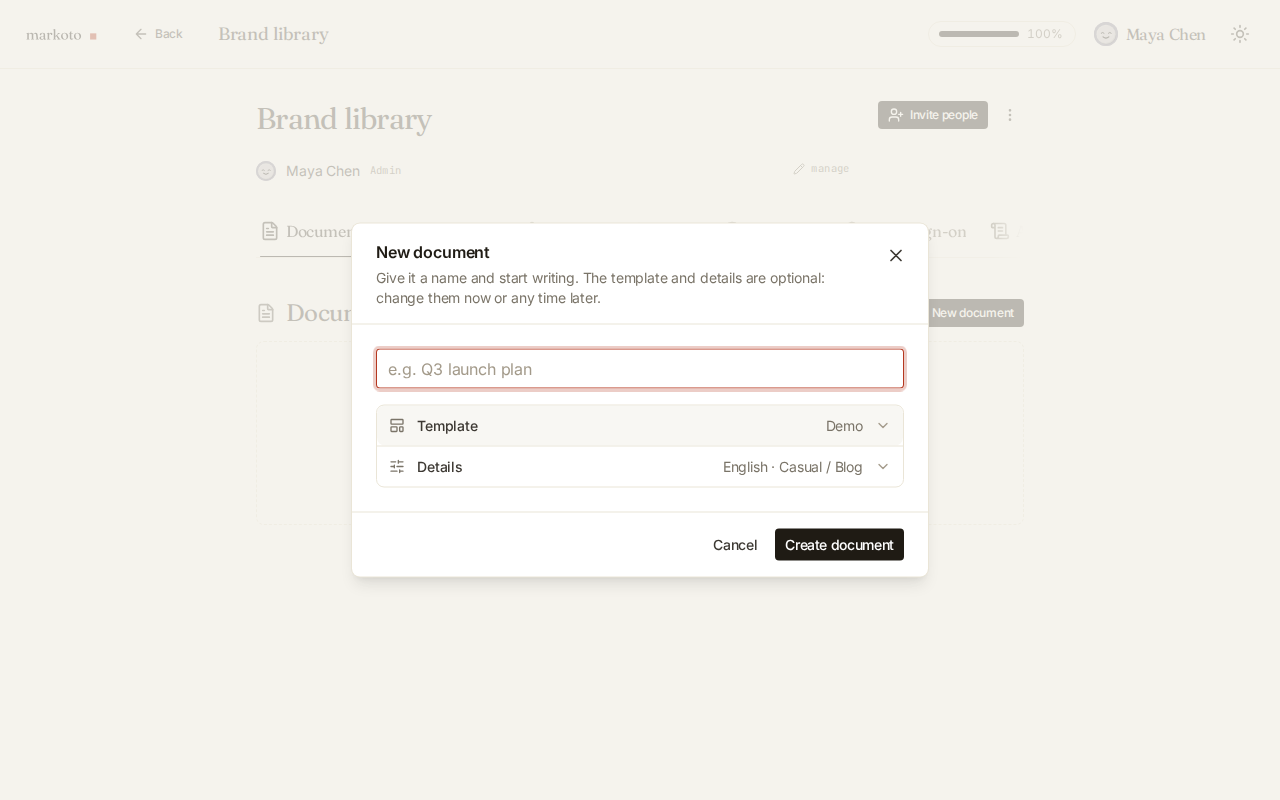 markoto
Back
Brand library
100%
Maya Chen
Brand library
Invite people
Maya Chen Admin
manage
New document
Give it a name and start writing. The template and details are optional:
change them now or any time later.
e.g. Q3 launch plan
Template
Demo
Details
English · Casual / Blog
New document
Cancel
Create document